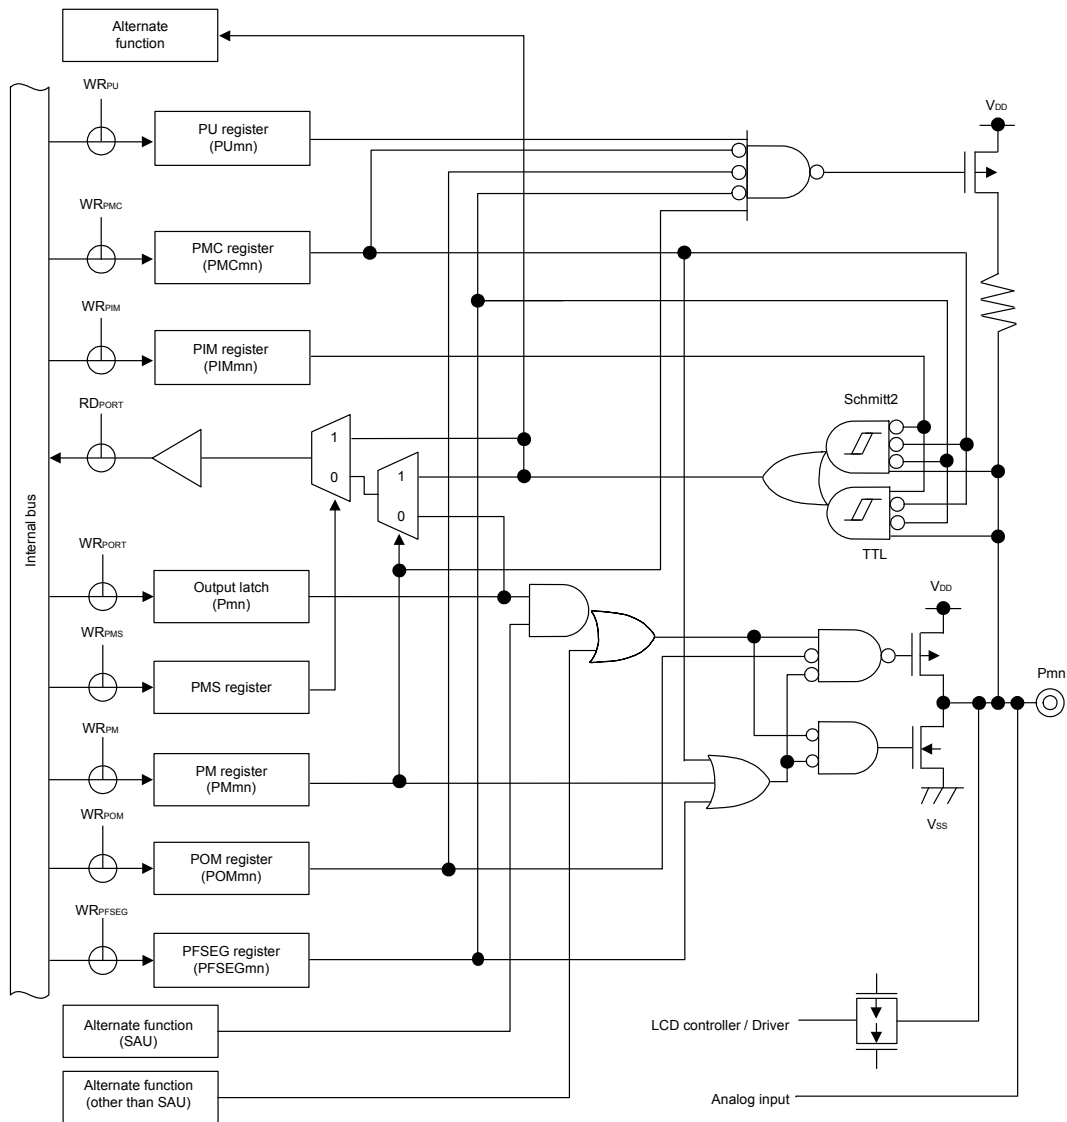 Alternate
function
WRPU
PU register
(PUmn)
VDD
WRPMC
PMC register
(PMCmn)
WRPIM
PIM register
(PIMmn)
RDPORT
1
0
1
0
Schmitt2
TTL
Internal bus
WRPORT
Output latch
(Pmn)
VDD
WRPMS
PMS register
Pmn
WRPM
PM register
(PMmn)
VSS
WRPOM
POM register
(POMmn)
WRPFSEG
PFSEG register
(PFSEGmn)
Alternate function
(SAU)
LCD controller / Driver
Alternate function
(other than SAU)
Analog input